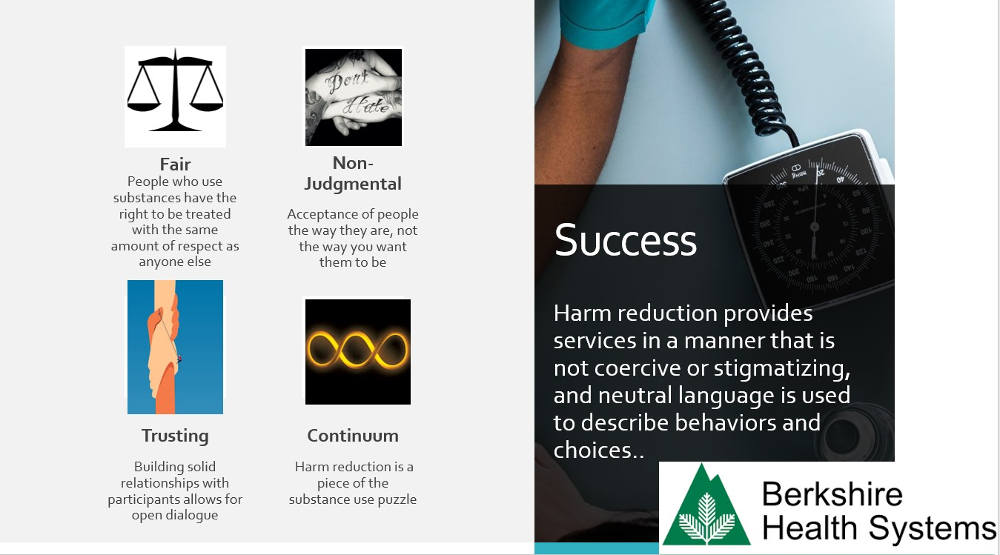 Don't
Hate
Fair
People who use
substances have the
right to be treated
with the same
amount of respect as
anyone else
Non-
Judgmental
Acceptance of people
the way they are, not
the way you want
them to be
Trusting
Building solid
relationships with
participants allows for
open dialogue
Continuum
Harm reduction is a
piece of the
substance use puzzle
Success
Harm reduction provides
services in a manner that is
not coercive or stigmatizing,
and neutral language is used
to describe behaviors and
choices..
mmHg
20
40
Berkshire
Health Systems